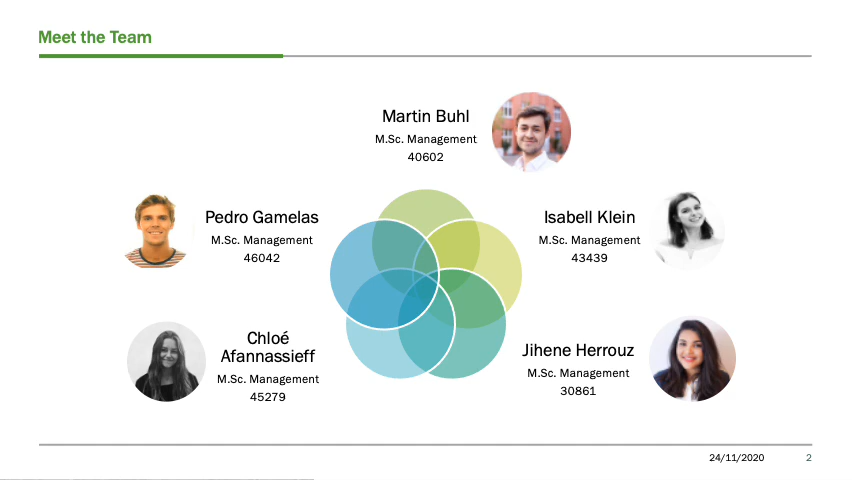 Meet the Team
Martin Buhl
M.Sc. Management
40602
Pedro Gamelas
M.Sc. Management
46042
Isabell Klein
M.Sc. Management
43439
Chloé
Afannassieff
M.Sc. Management
45279
Jihene Herrouz
M.Sc. Management
30861
24/11/2020
2